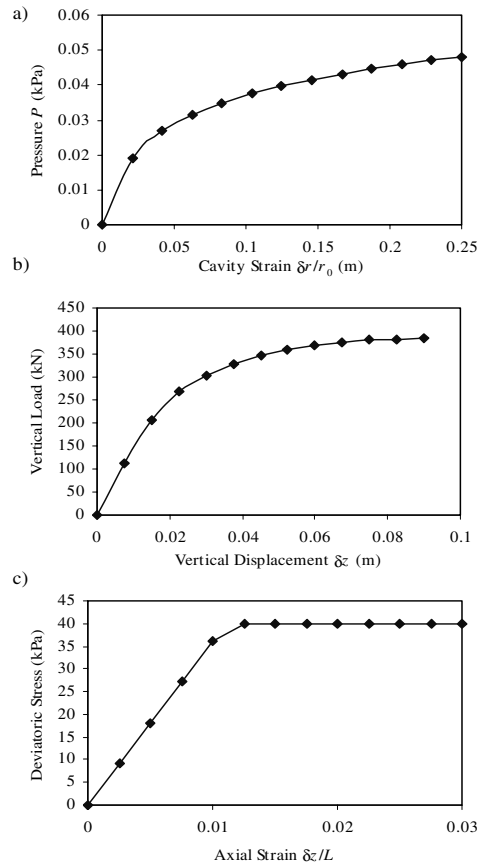 a)
0.06
0.05
0.04
0.03
0.02
0.01
0
Pressure P (kPa)
0 0.05 0.1 0.15 0.2 0.25
Cavity Strain δr/r₀ (m)
b)
450
400
350
300
250
200
150
100
50
0
Vertical Load (kN)
0 0.02 0.04 0.06 0.08 0.1
Vertical Displacement δz (m)
c)
45
40
35
30
25
20
15
10
5
0
Deviatoric Stress (kPa)
0 0.01 0.02 0.03
Axial Strain δz/L